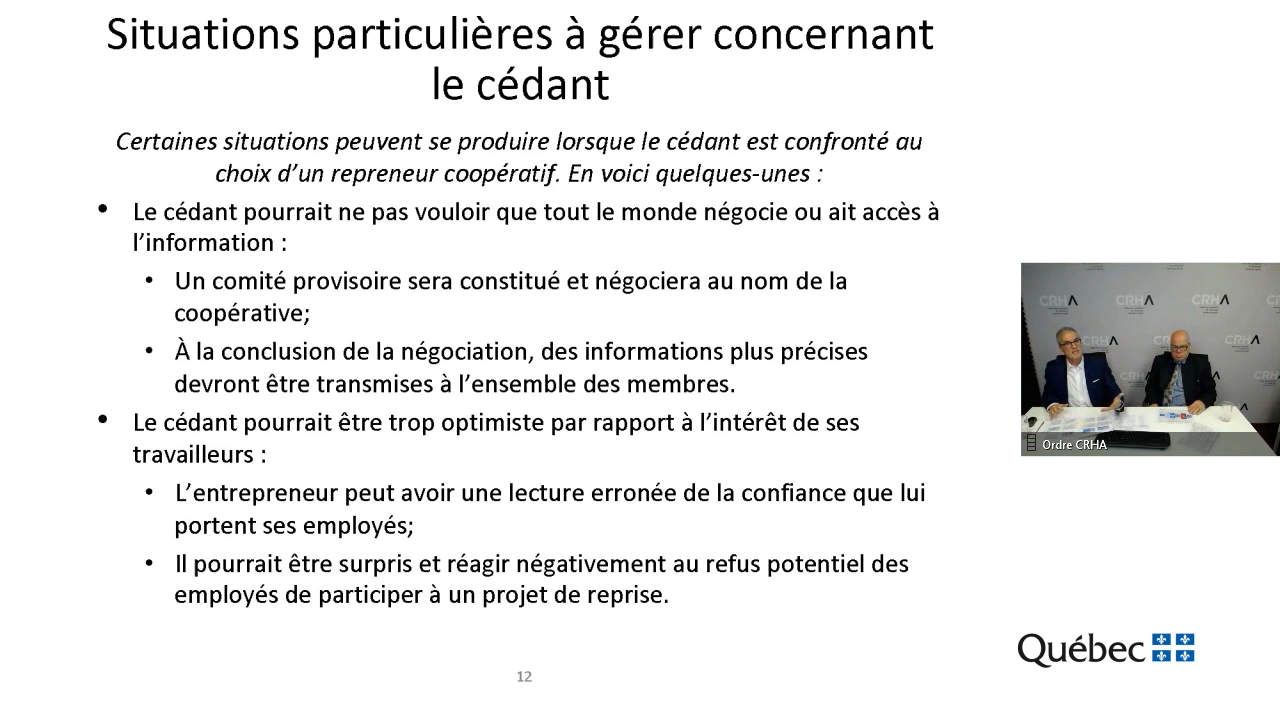 Situations particulières à gérer concernant
le cédant
Certaines situations peuvent se produire lorsque le cédant est confronté au
choix d’un repreneur coopératif. En voici quelques-unes :
• Le cédant pourrait ne pas vouloir que tout le monde négocie ou ait accès à
l’information :
• Un comité provisoire sera constitué et négociera au nom de la
coopérative;
• À la conclusion de la négociation, des informations plus précises
devront être transmises à l’ensemble des membres.
• Le cédant pourrait être trop optimiste par rapport à l’intérêt de ses
travailleurs :
• L’entrepreneur peut avoir une lecture erronée de la confiance que lui
portent ses employés;
• Il pourrait être surpris et réagir négativement au refus potentiel des
employés de participer à un projet de reprise.
CRHA
CRHA
CRHA
CRHA
CRHA
CRHA
Ordre CRHA
Québec
12